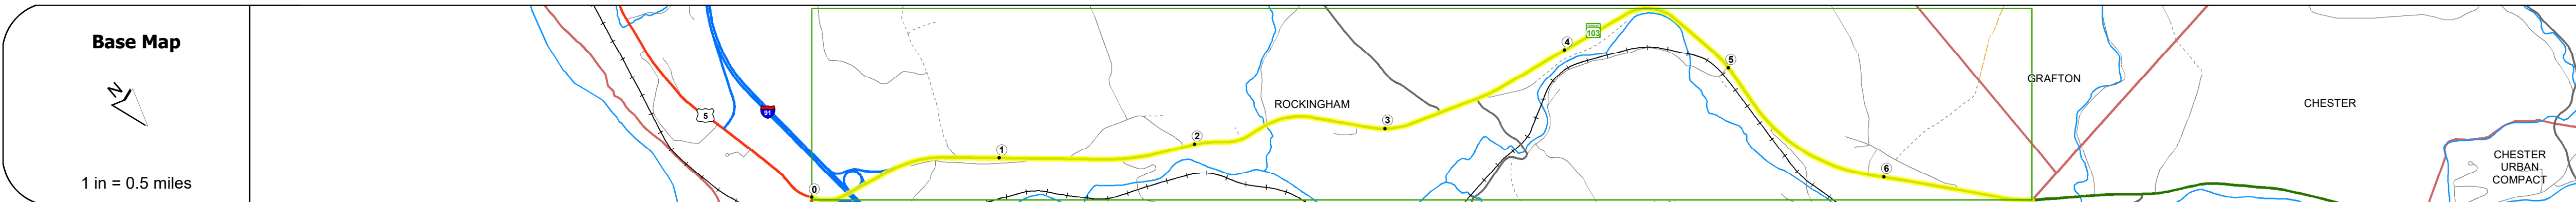 Base Map
N
1 in = 0.5 miles
5
91
0
1
2
ROCKINGHAM
3
4
103
5
6
GRAFTON
CHESTER
CHESTER
URBAN
COMPACT